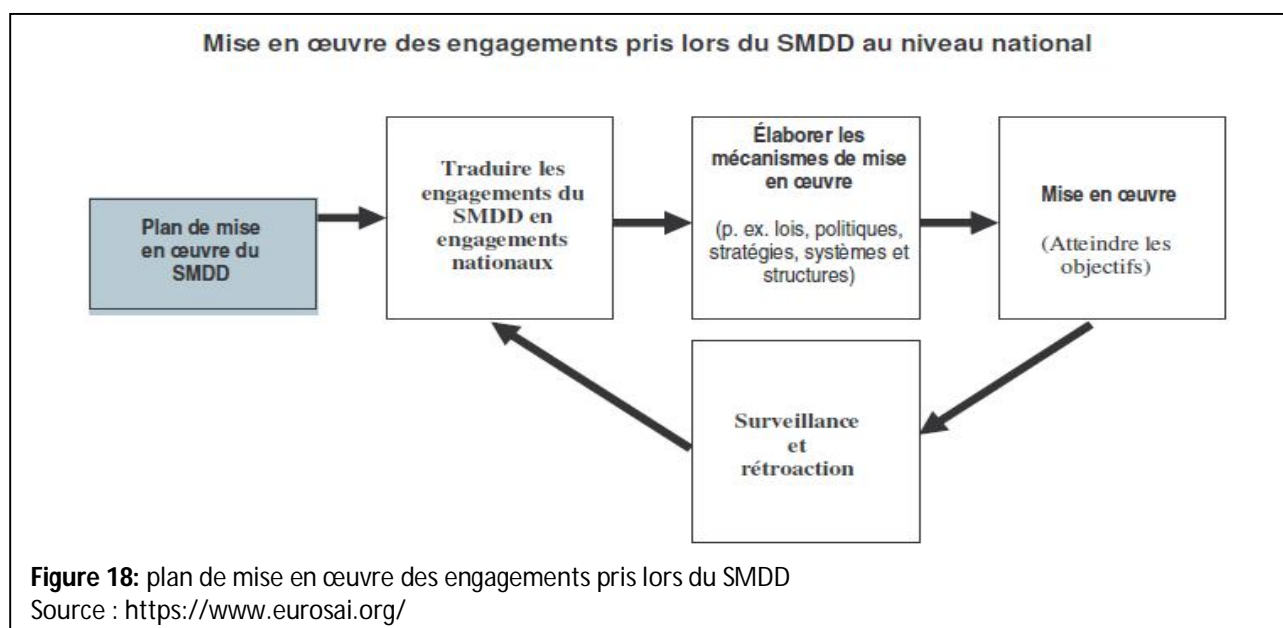 Mise en œuvre des engagements pris lors du SMDD au niveau national
Plan de mise
en œuvre du
SMDD
Traduire les
engagements du
SMDD en
engagements
nationaux
Élaborer les
mécanismes de mise
en œuvre
(p. ex. lois, politiques,
stratégies, systèmes et
structures)
Mise en œuvre
(Atteindre les
objectifs)
Surveillance
et
rétroaction
Figure 18: plan de mise en œuvre des engagements pris lors du SMDD
Source : https://www.eurosai.org/